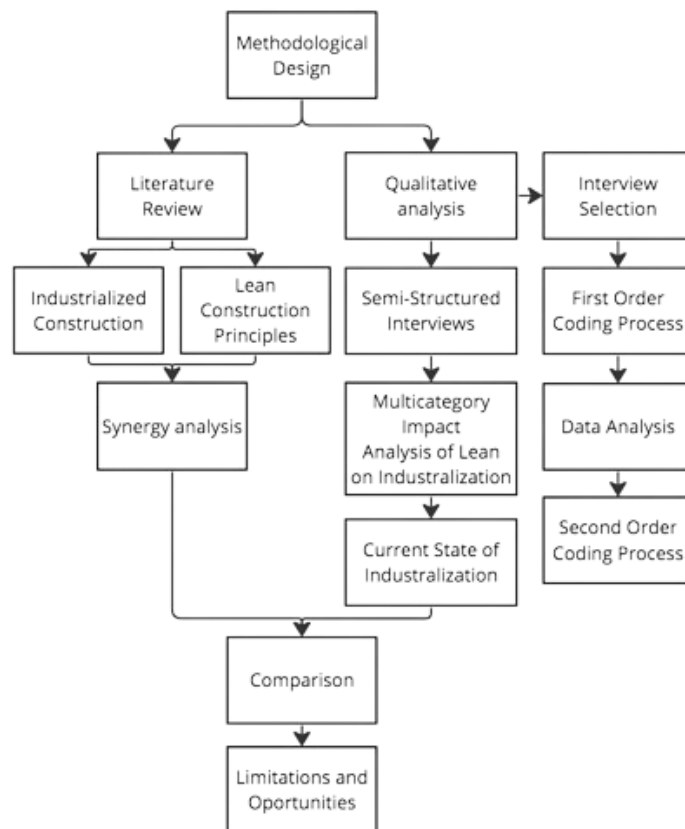 Methodological
Design
Literature
Review
Qualitative
analysis
Interview
Selection
Industrialized
Construction
Lean
Construction
Principles
Semi-Structured
Interviews
First Order
Coding Process
Synergy analysis
Multicategory
Impact
Analysis of Lean
on Industralization
Data Analysis
Current State of
Industralization
Second Order
Coding Process
Comparison
Limitations and
Oportunities